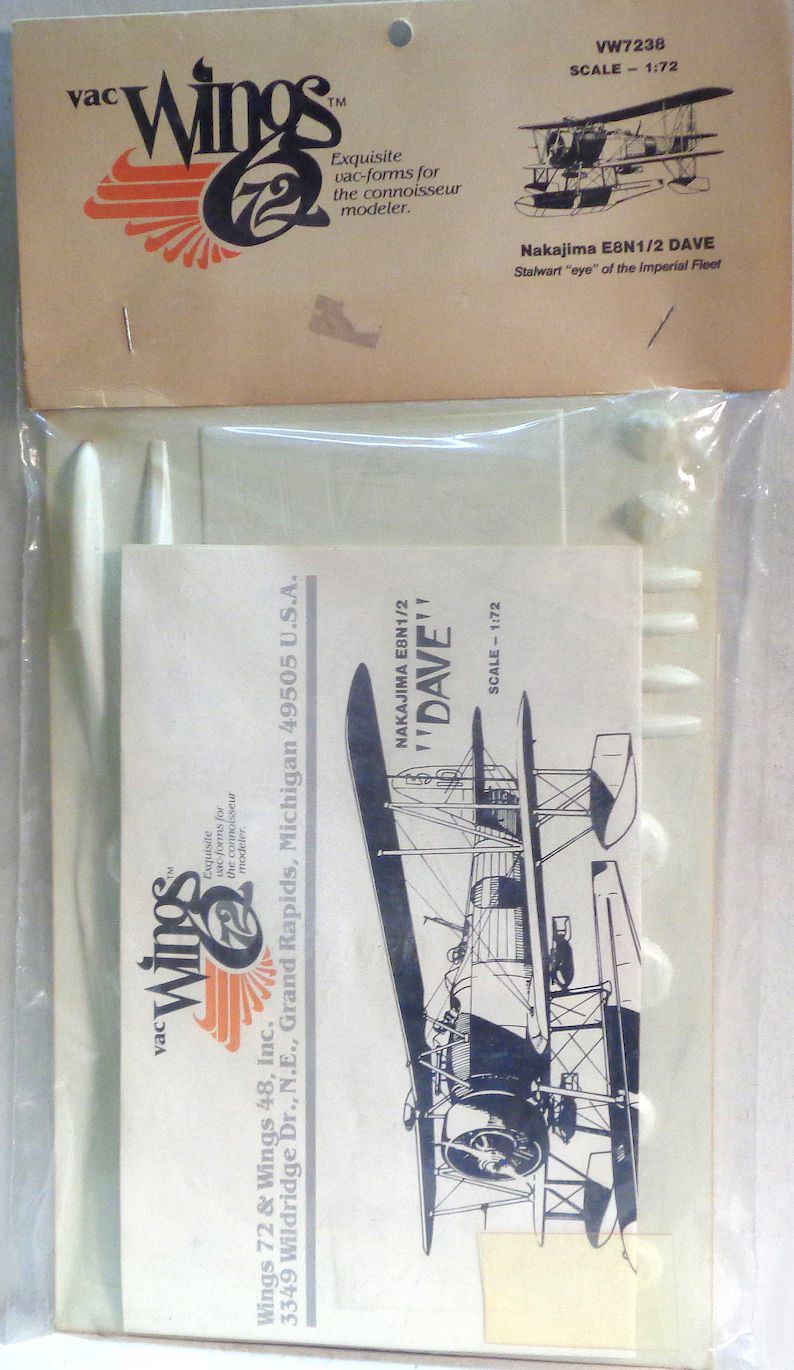 vac Wings TM
72
Exquisite
vac-forms for
the connoisseur
modeler.
VW7238
SCALE – 1:72
Nakajima E8N1/2 DAVE
Stalwart "eye" of the Imperial Fleet
vac Wings TM
72
Exquisite
vac-forms for
the connoisseur
modeler.
Wings 72 & Wings 48, Inc.
3349 Wildridge Dr., N.E., Grand Rapids, Michigan 49505 U.S.A.
NAKAJIMA E8N1/2
"DAVE"
SCALE – 1:72